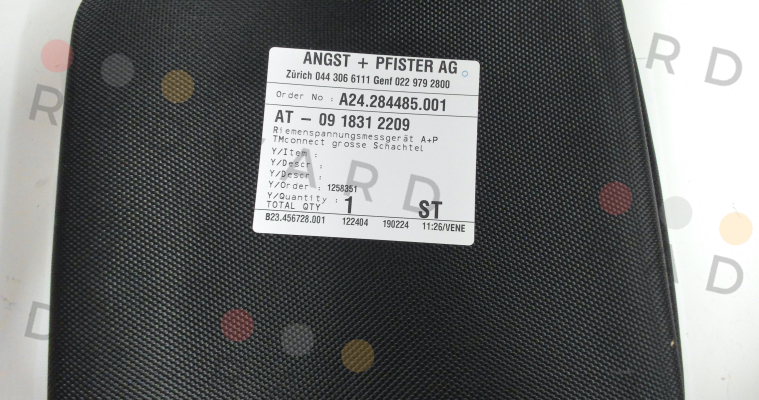 ANGST + PFISTER AG
Zürich 044 306 6111 Genf 022 979 2800
Order No : A24.284485.001
AT – 09 1831 2209
Riemenspannungsmessgerät A+P
TMconnect grosse Schachtel
Y/Item :
Y/Descr :
Y/Descr :
Y/Order : 1258351
Y/Quantity : 1 ST
TOTAL QTY
B23.456728.001 122404 190224 11:26/VENE